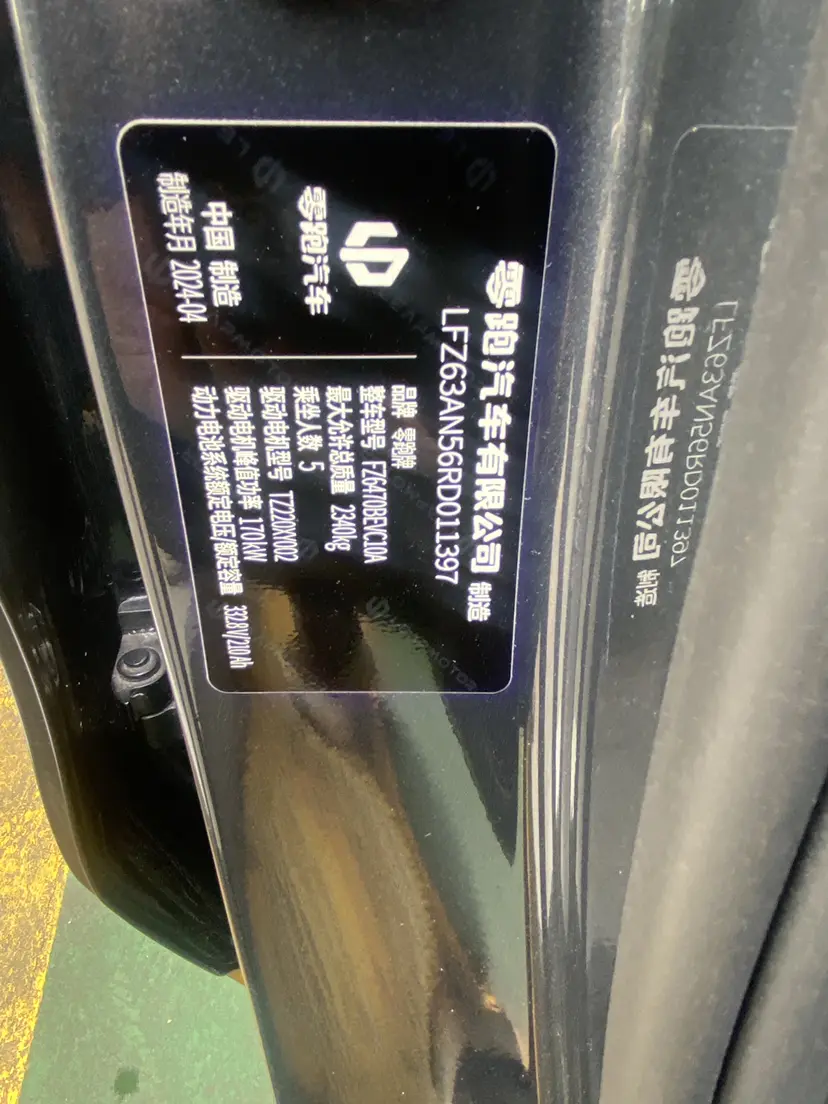 零跑汽车有限公司 制造
LFZ63AN56RD011397
零跑汽车
中国 制造
制造年月 2024-04
品牌 零跑牌
整车型号 FZ6470BEVC10A
最大允许总质量 2340kg
乘坐人数 5
驱动电机型号 TZ220XY002
驱动电机峰值功率 170kW
动力电池系统额定电压/额定容量 332.8V/210Ah
零跑汽车有限公司 制造
LFZ63AN56RD011397